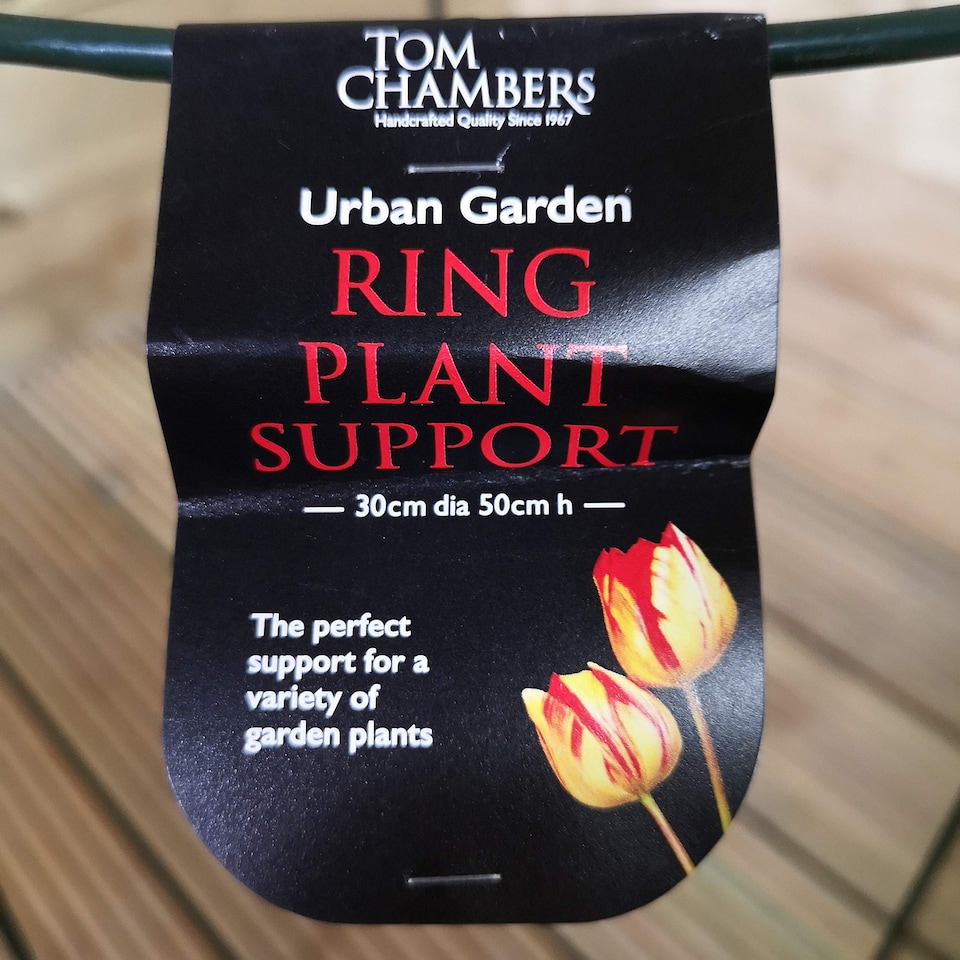 TOM
CHAMBERS
Handcrafted Quality Since 1967
Urban Garden
RING
PLANT
SUPPORT
— 30cm dia 50cm h —
The perfect
support for a
variety of
garden plants